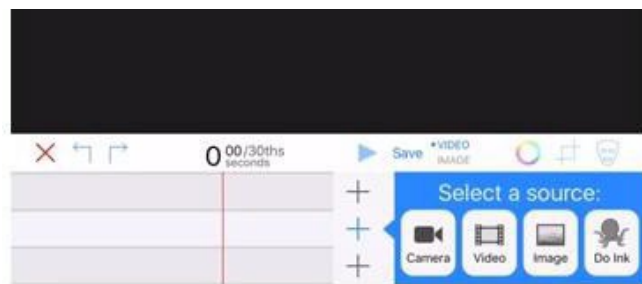 0 00/30ths seconds
Save •VIDEO IMAGE
Select a source:
Camera Video Image Do Ink